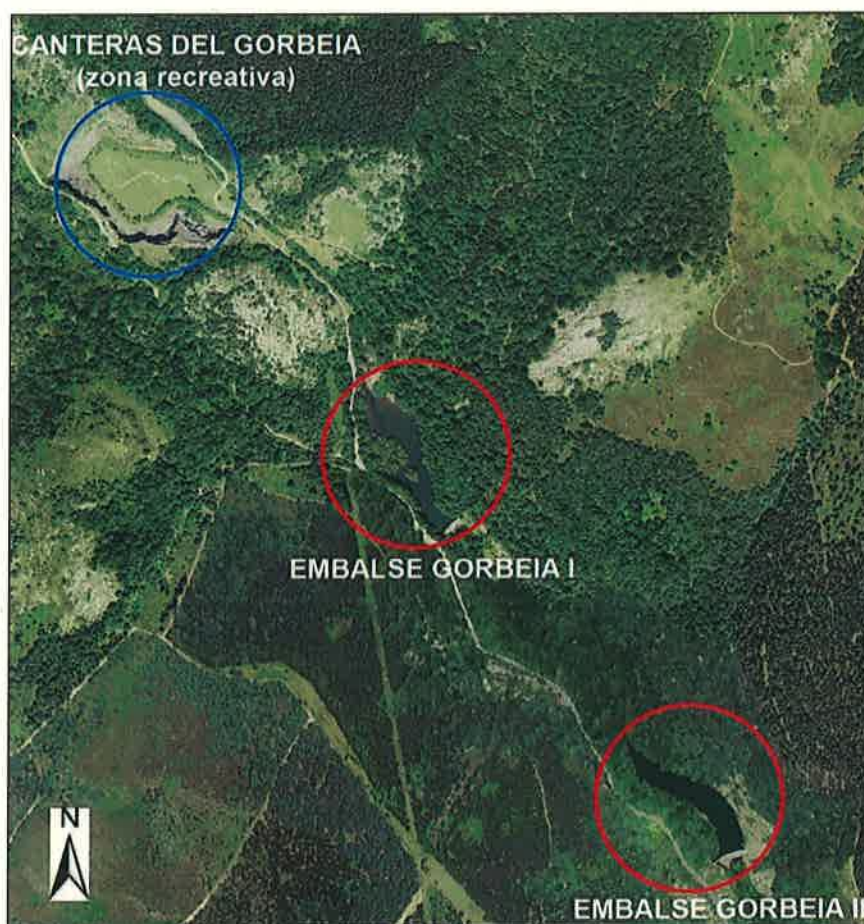 CANTERAS DEL GORBEIA
(zona recreativa)
EMBALSE GORBEIA I
N
EMBALSE GORBEIA I